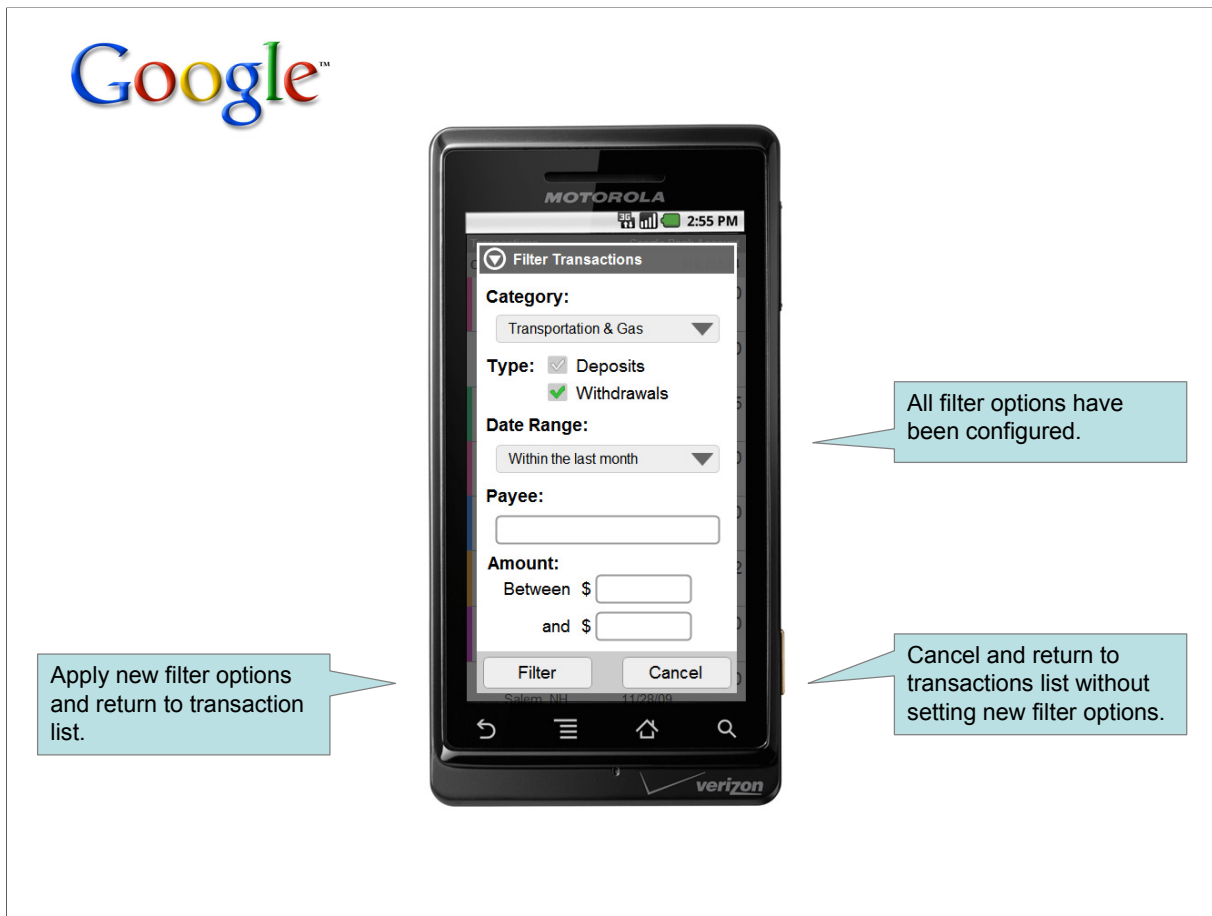 Google™
MOTOROLA
3G 2:55 PM
Filter Transactions
Category:
Transportation & Gas
Type: Deposits
Withdrawals
Date Range:
Within the last month
Payee:
Amount:
Between $
and $
Filter Cancel
Salem, NH 11/28/09
verizon
All filter options have
been configured.
Apply new filter options
and return to transaction
list.
Cancel and return to
transactions list without
setting new filter options.